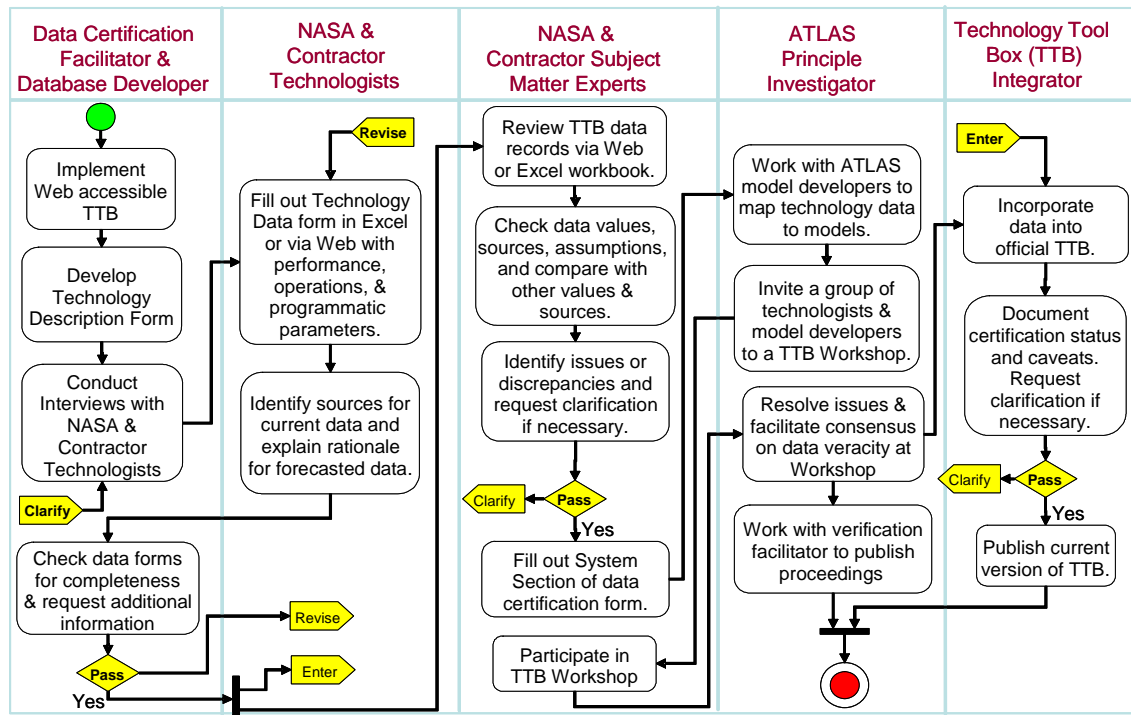 Data Certification
Facilitator &
Database Developer
Implement
Web accessible
TTB
Develop
Technology
Description Form
Conduct
Interviews with
NASA &
Contractor
Technologists
Clarify
Check data forms
for completeness
& request additional
information
Pass
Yes
NASA &
Contractor
Technologists
Revise
Fill out Technology
Data form in Excel
or via Web with
performance,
operations, &
programmatic
parameters.
Identify sources for
current data and
explain rationale
for forecasted data.
Revise
Enter
NASA &
Contractor Subject
Matter Experts
Review TTB data
records via Web
or Excel workbook.
Check data values,
sources, assumptions,
and compare with
other values &
sources.
Identify issues or
discrepancies and
request clarification
if necessary.
Clarify
Pass
Yes
Fill out System
Section of data
certification form.
Participate in
TTB Workshop
ATLAS
Principle
Investigator
Work with ATLAS
model developers to
map technology data
to models.
Invite a group of
technologists &
model developers
to a TTB Workshop.
Resolve issues &
facilitate consensus
on data veracity at
Workshop
Work with verification
facilitator to publish
proceedings
Technology Tool
Box (TTB)
Integrator
Enter
Incorporate
data into
official TTB.
Document
certification status
and caveats.
Request
clarification if
necessary.
Clarify
Pass
Yes
Publish current
version of TTB.